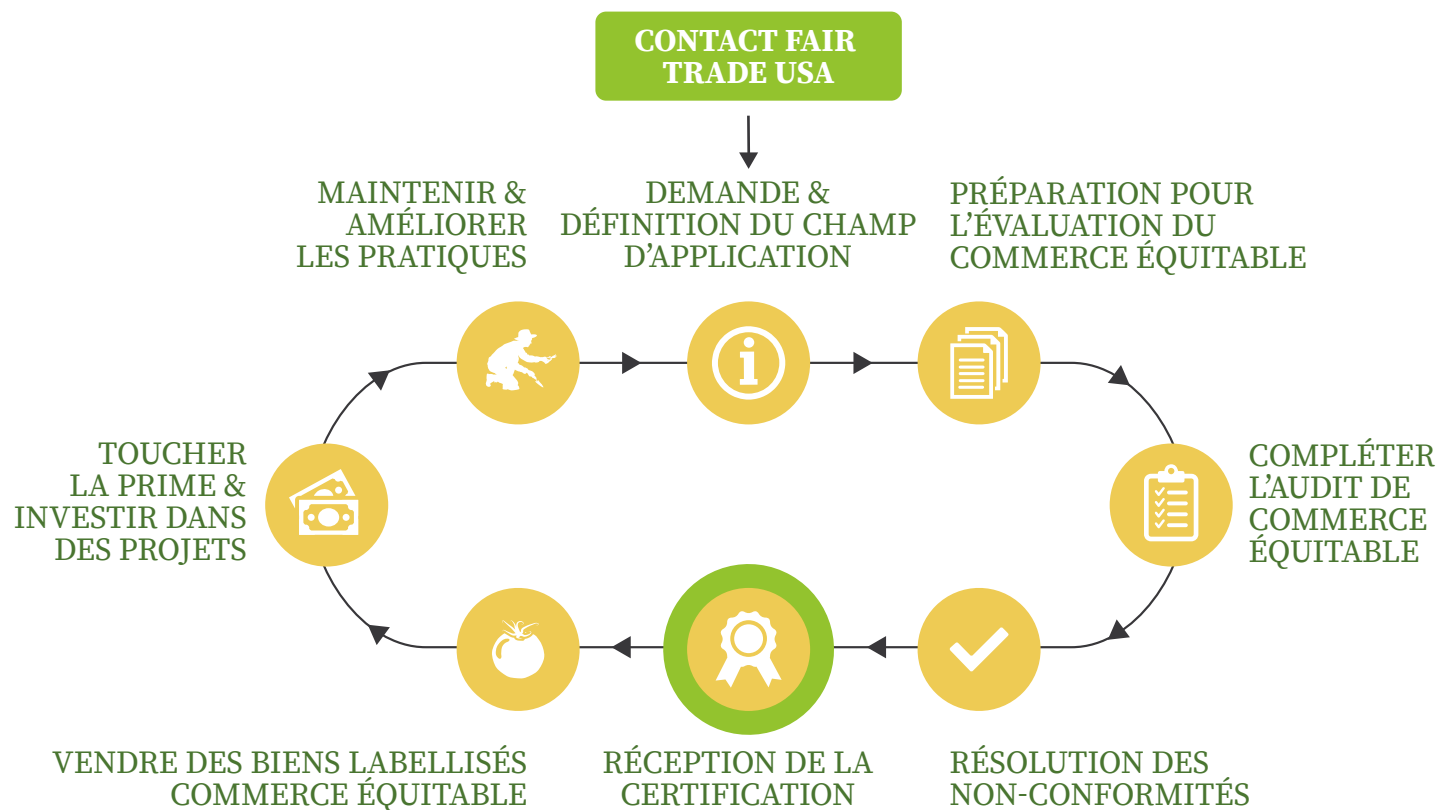 CONTACT FAIR
TRADE USA
MAINTENIR &
AMÉLIORER
LES PRATIQUES
DEMANDE &
DÉFINITION DU CHAMP
D’APPLICATION
PRÉPARATION POUR
L’ÉVALUATION DU
COMMERCE ÉQUITABLE
TOUCHER
LA PRIME &
INVESTIR DANS
DES PROJETS
COMPLÉTER
L’AUDIT DE
COMMERCE
ÉQUITABLE
VENDRE DES BIENS LABELLISÉS
COMMERCE ÉQUITABLE
RÉCEPTION DE LA
CERTIFICATION
RÉSOLUTION DES
NON-CONFORMITÉS